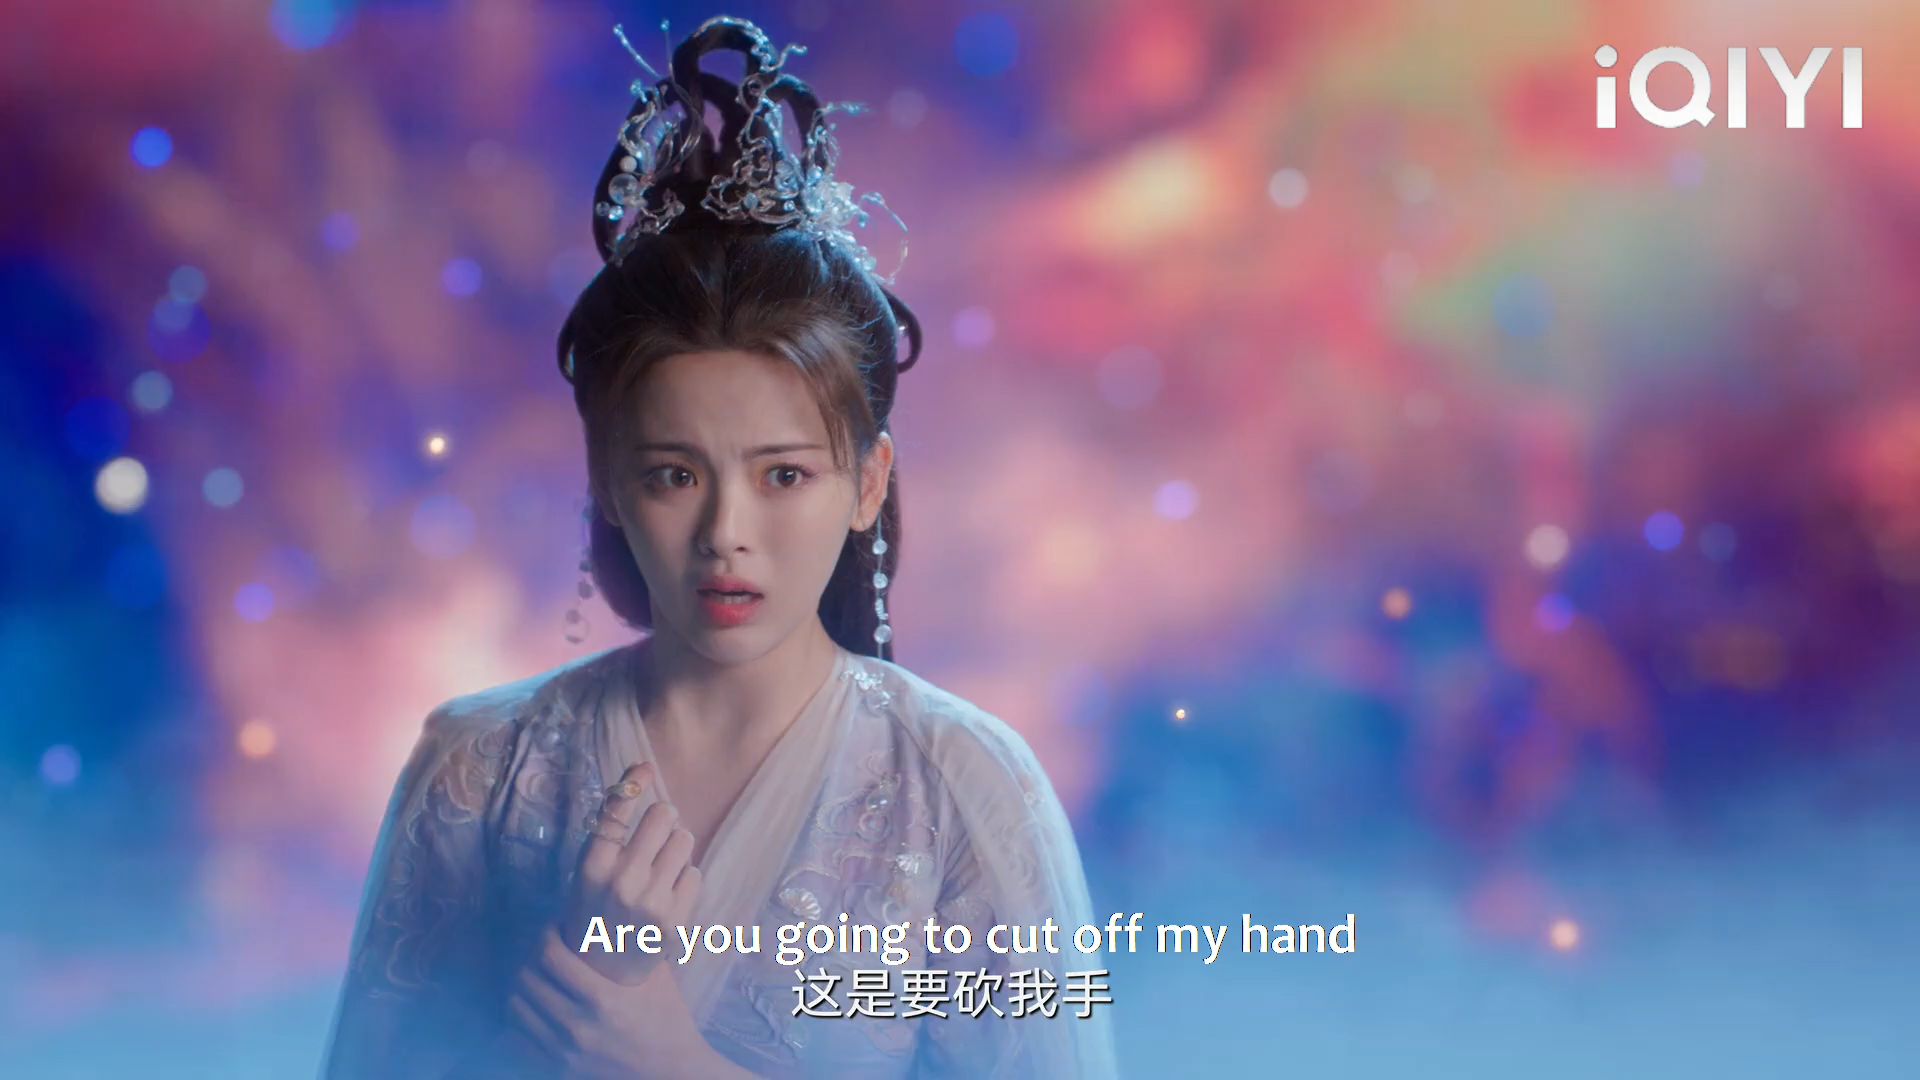 iQIYI
Are you going to cut off my hand
这是要砍我手